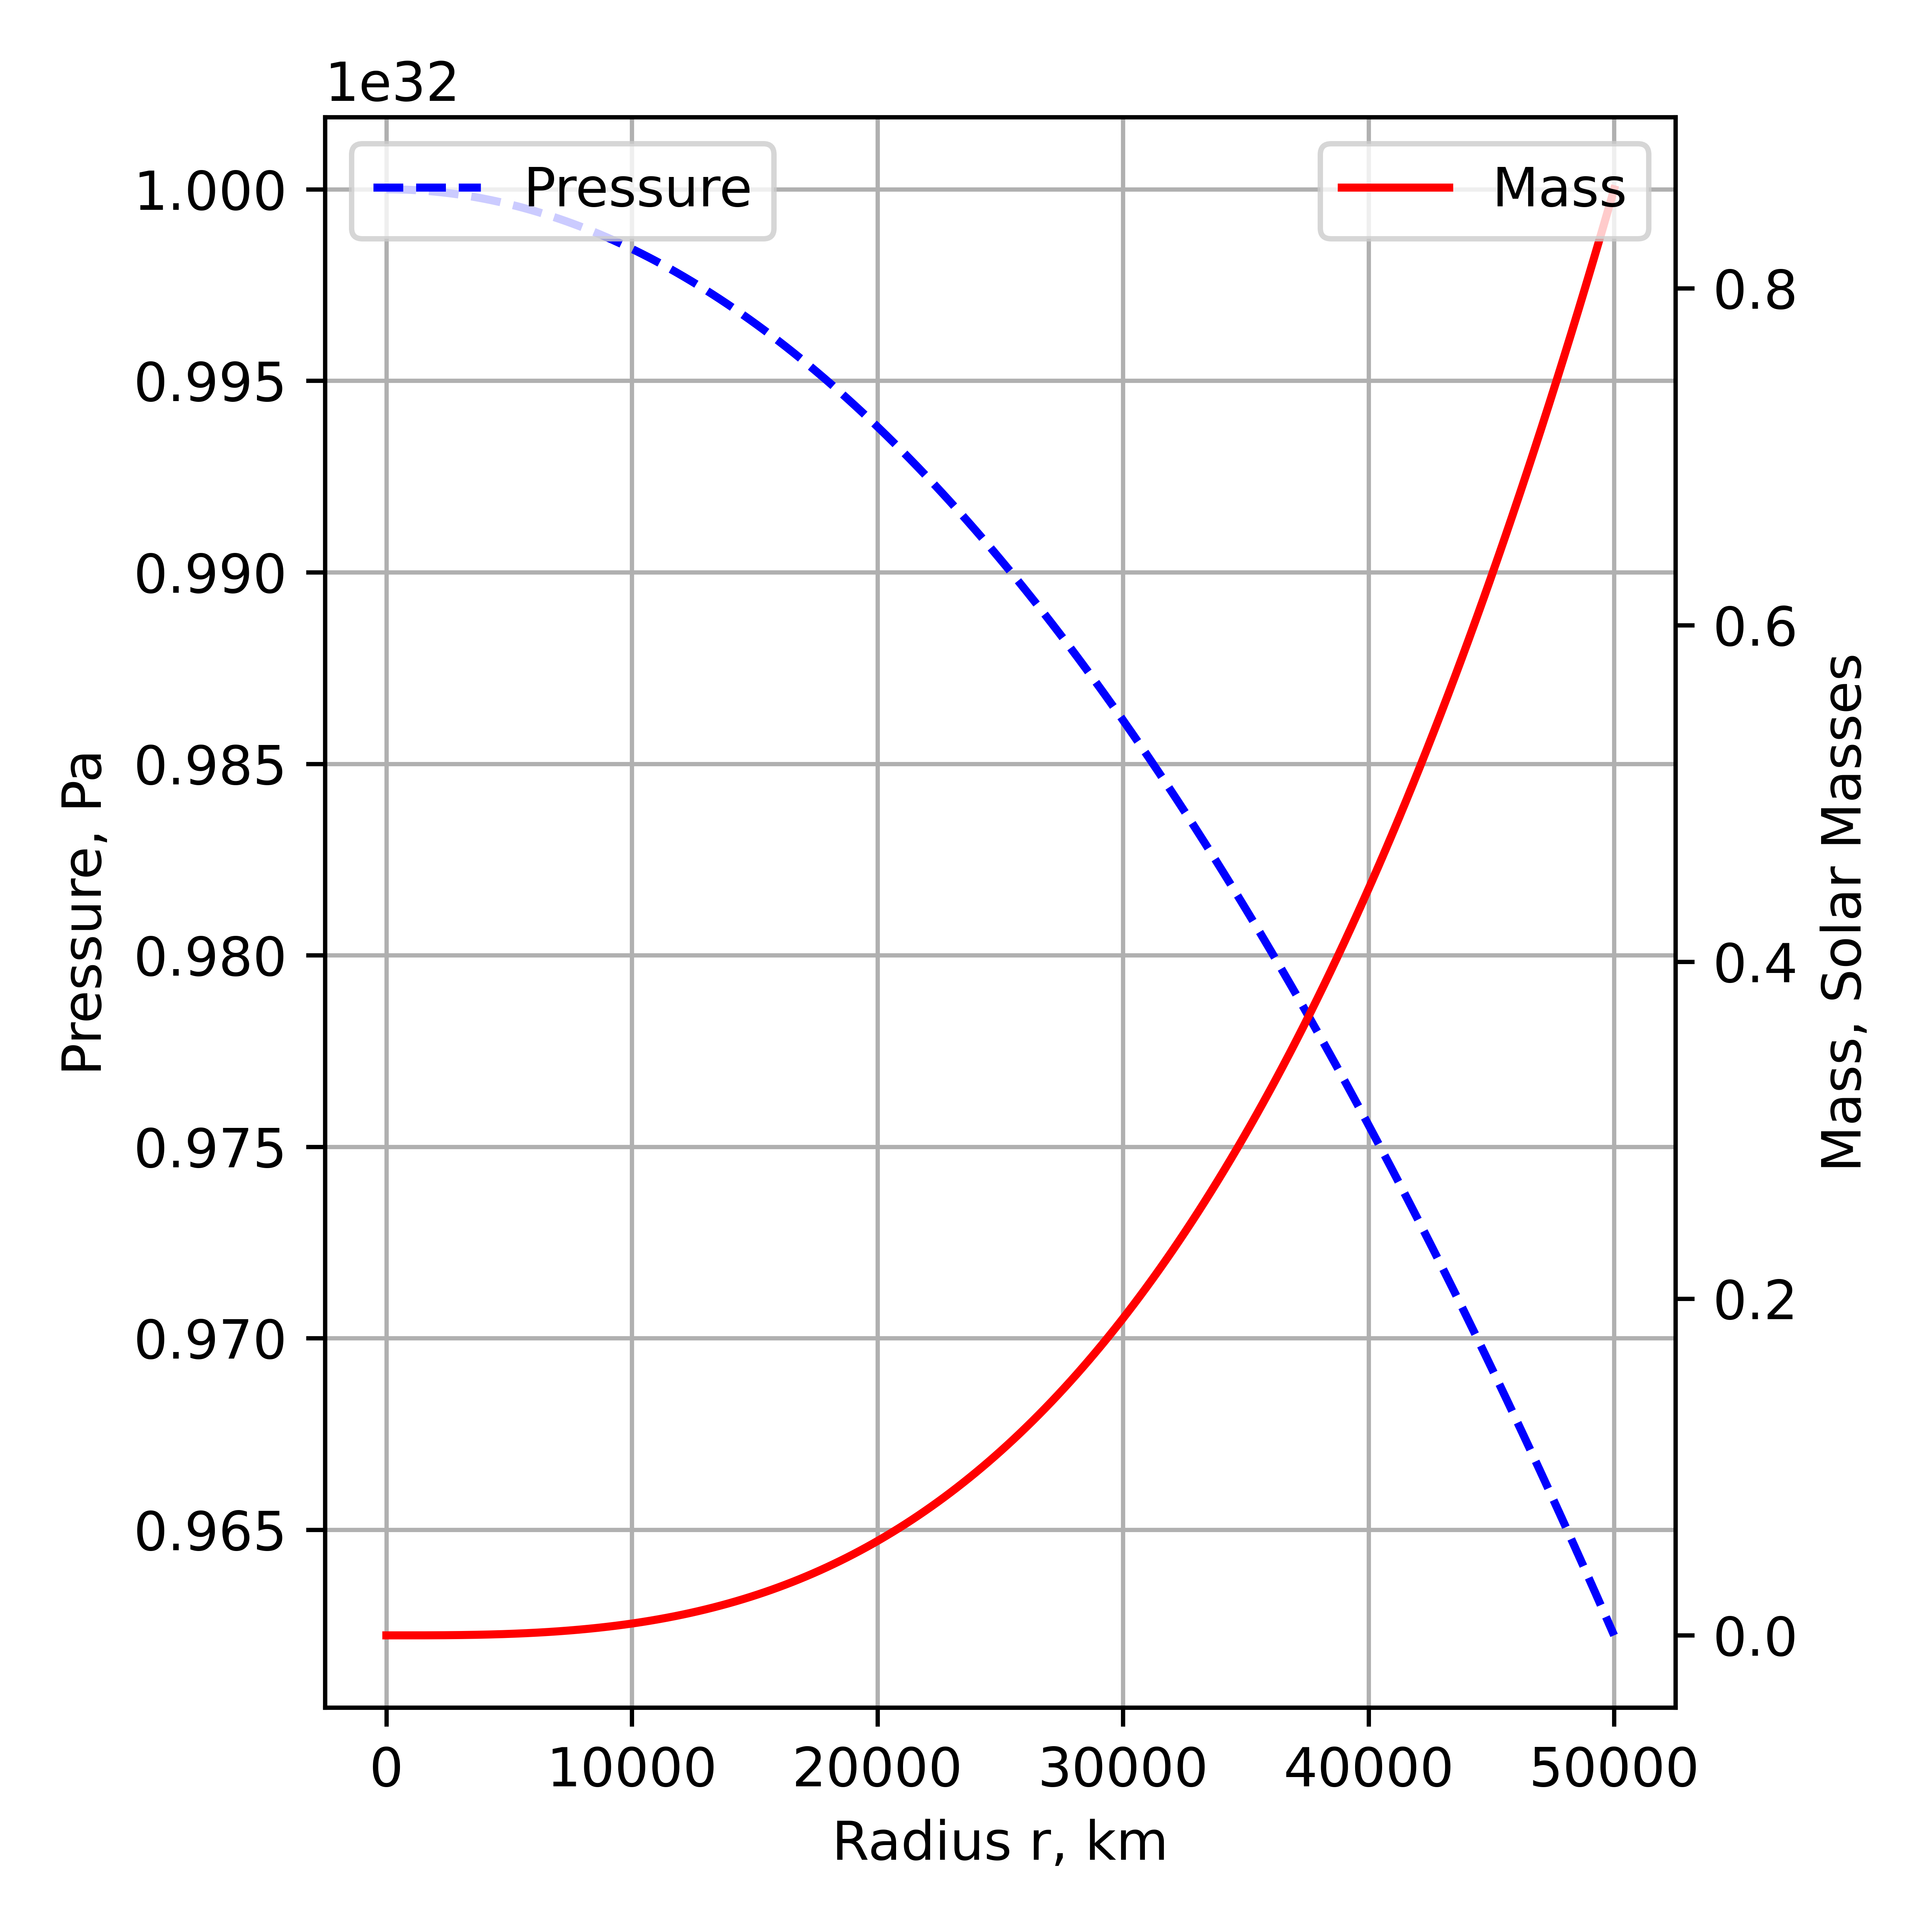 1e32
Pressure
Mass
1.000
0.995
0.990
0.985
0.980
0.975
0.970
0.965
Pressure, Pa
0.8
0.6
0.4
0.2
0.0
Mass, Solar Masses
0 10000 20000 30000 40000 50000
Radius r, km